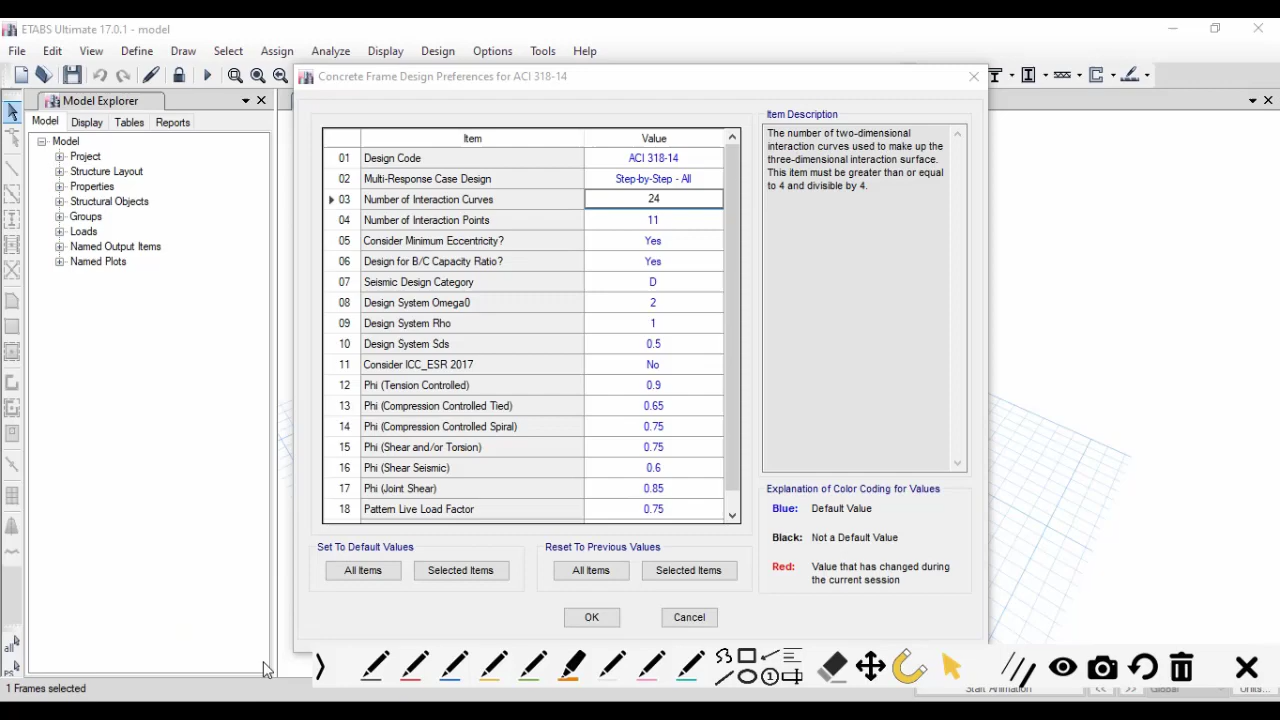 ETABS Ultimate 17.0.1 - model
File Edit View Define Draw Select Assign Analyze Display Design Options Tools Help
Concrete Frame Design Preferences for ACI 318-14
Model Explorer
Model Display Tables Reports
Model
Project
Structure Layout
Properties
Structural Objects
Groups
Loads
Named Output Items
Named Plots
Item Value
01 Design Code ACI 318-14
02 Multi-Response Case Design Step-by-Step - All
03 Number of Interaction Curves 24
04 Number of Interaction Points 11
05 Consider Minimum Eccentricity? Yes
06 Design for B/C Capacity Ratio? Yes
07 Seismic Design Category D
08 Design System Omega0 2
09 Design System Rho 1
10 Design System Sds 0.5
11 Consider ICC_ESR 2017 No
12 Phi (Tension Controlled) 0.9
13 Phi (Compression Controlled Tied) 0.65
14 Phi (Compression Controlled Spiral) 0.75
15 Phi (Shear and/or Torsion) 0.75
16 Phi (Shear Seismic) 0.6
17 Phi (Joint Shear) 0.85
18 Pattern Live Load Factor 0.75
Item Description
The number of two-dimensional
interaction curves used to make up the
three-dimensional interaction surface.
This item must be greater than or equal
to 4 and divisible by 4.
Explanation of Color Coding for Values
Blue: Default Value
Black: Not a Default Value
Red: Value that has changed during
the current session
Set To Default Values
All Items Selected Items
Reset To Previous Values
All Items Selected Items
OK Cancel
all
1 Frames selected
Start Animation << >> Global Units...